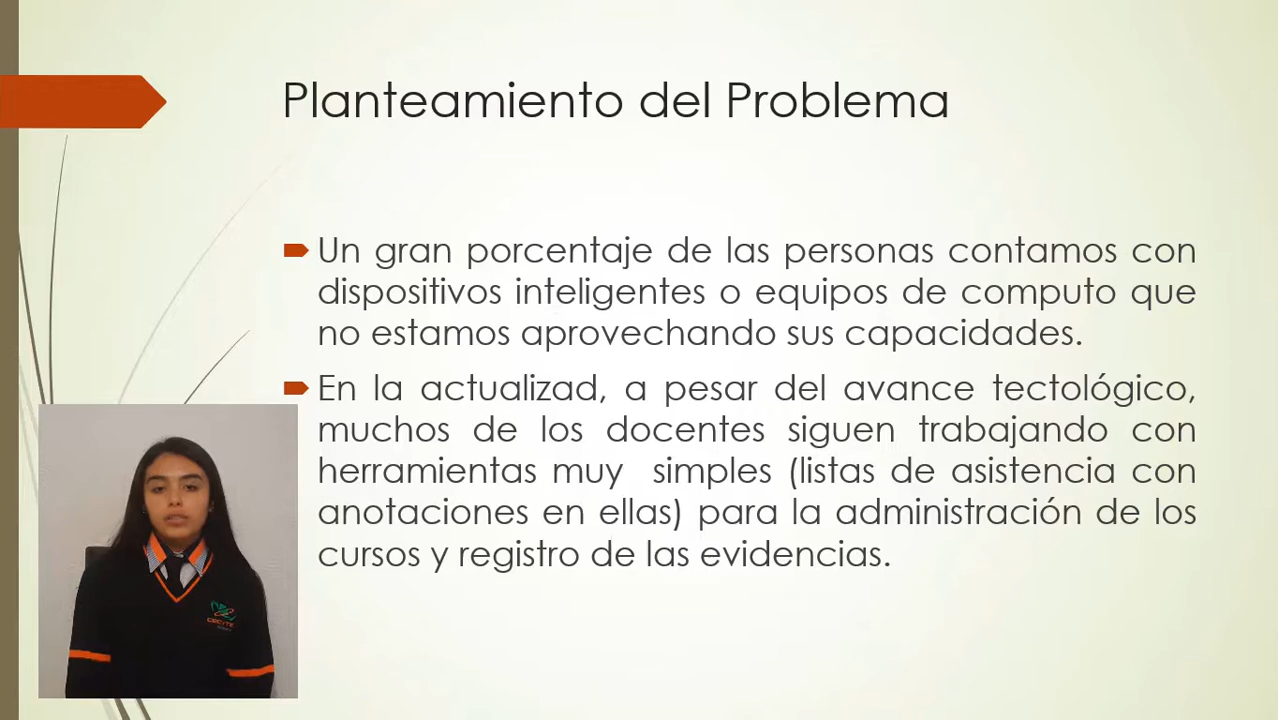 Planteamiento del Problema
Un gran porcentaje de las personas contamos con
dispositivos inteligentes o equipos de computo que
no estamos aprovechando sus capacidades.
En la actualizad, a pesar del avance tectológico,
muchos de los docentes siguen trabajando con
herramientas muy simples (listas de asistencia con
anotaciones en ellas) para la administración de los
cursos y registro de las evidencias.
CECyTE